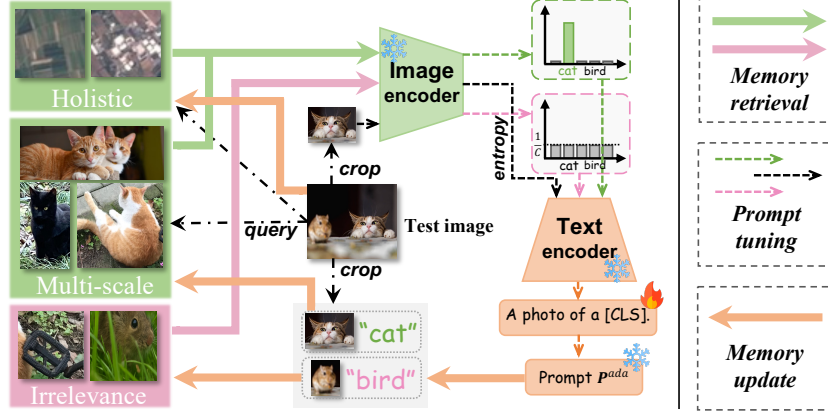 Holistic
Multi-scale
Irrelevance
Image
encoder
crop
query
Test image
crop
"cat"
"bird"
entropy
cat bird
1
C
cat bird
Text
encoder
A photo of a [CLS].
Prompt P^ada
Memory
retrieval
Prompt
tuning
Memory
update